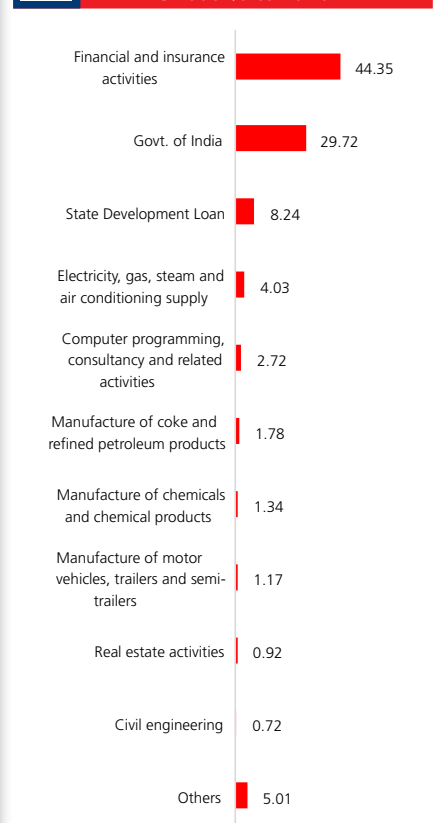 Financial and insurance
activities
44.35
Govt. of India
29.72
State Development Loan
8.24
Electricity, gas, steam and
air conditioning supply
4.03
Computer programming,
consultancy and related
activities
2.72
Manufacture of coke and
refined petroleum products
1.78
Manufacture of chemicals
and chemical products
1.34
Manufacture of motor
vehicles, trailers and semi-
trailers
1.17
Real estate activities
0.92
Civil engineering
0.72
Others
5.01